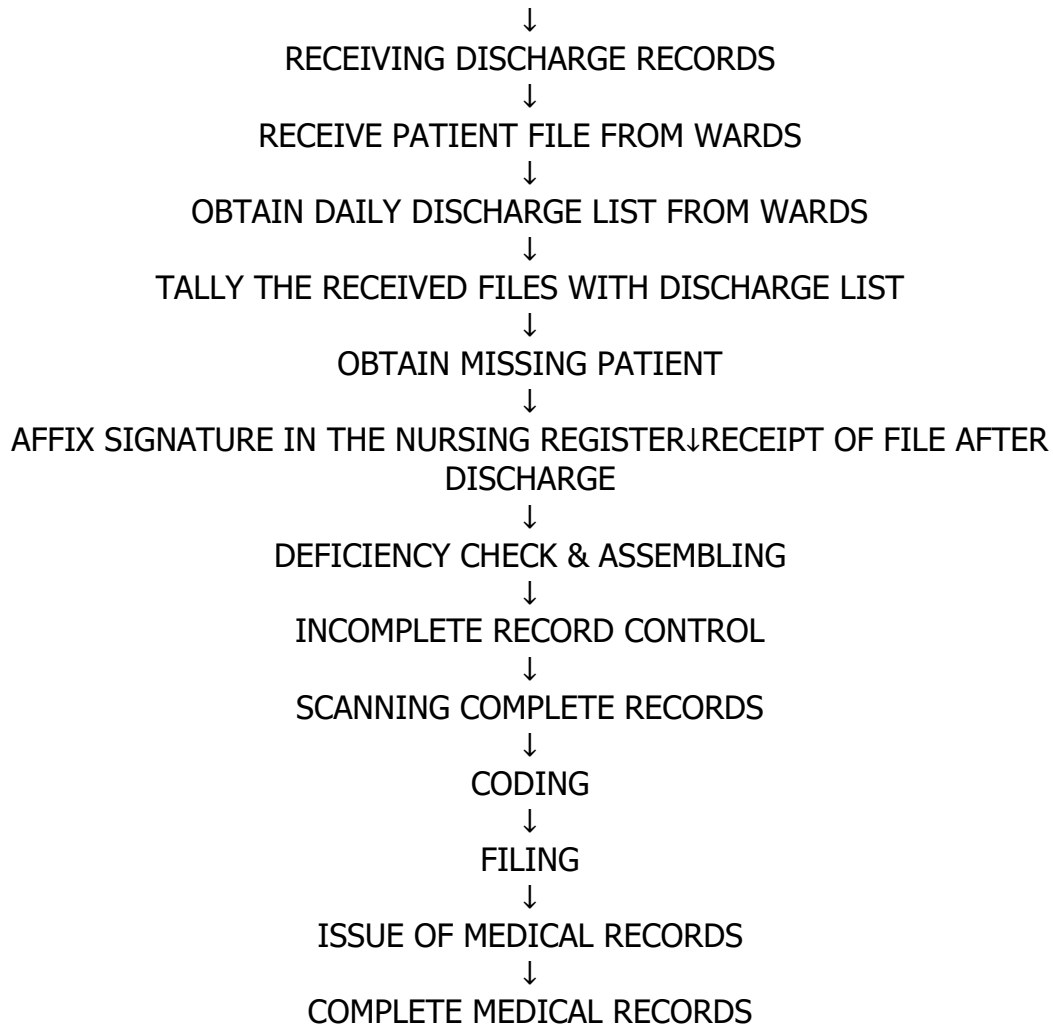 ↓
RECEIVING DISCHARGE RECORDS
↓
RECEIVE PATIENT FILE FROM WARDS
↓
OBTAIN DAILY DISCHARGE LIST FROM WARDS
↓
TALLY THE RECEIVED FILES WITH DISCHARGE LIST
↓
OBTAIN MISSING PATIENT
↓
AFFIX SIGNATURE IN THE NURSING REGISTER↓RECEIPT OF FILE AFTER
DISCHARGE
↓
DEFICIENCY CHECK & ASSEMBLING
↓
INCOMPLETE RECORD CONTROL
↓
SCANNING COMPLETE RECORDS
↓
CODING
↓
FILING
↓
ISSUE OF MEDICAL RECORDS
↓
COMPLETE MEDICAL RECORDS